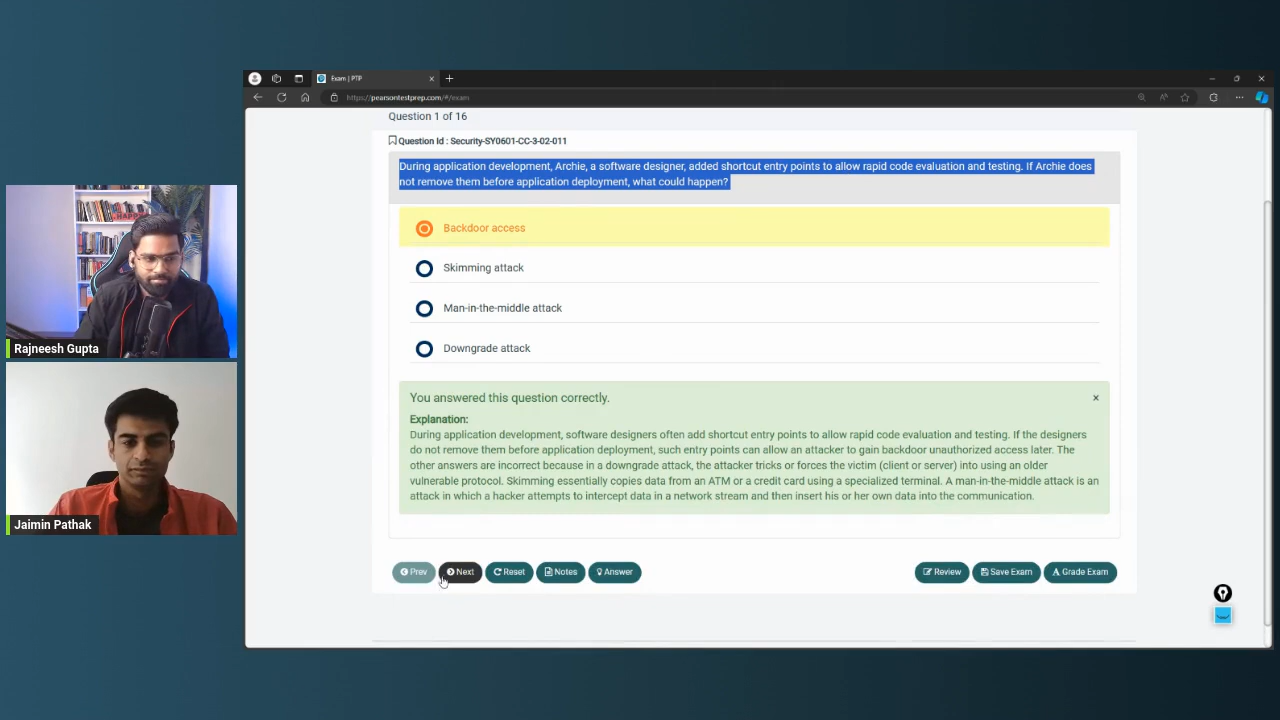 Exam | PTP
https://pearsontestprep.com/#/exam
Question 1 of 16
Question Id : Security-SY0601-CC-3-02-011
During application development, Archie, a software designer, added shortcut entry points to allow rapid code evaluation and testing. If Archie does
not remove them before application deployment, what could happen?
Backdoor access
Skimming attack
Man-in-the-middle attack
Downgrade attack
You answered this question correctly.
Explanation:
During application development, software designers often add shortcut entry points to allow rapid code evaluation and testing. If the designers
do not remove them before application deployment, such entry points can allow an attacker to gain backdoor unauthorized access later. The
other answers are incorrect because in a downgrade attack, the attacker tricks or forces the victim (client or server) into using an older
vulnerable protocol. Skimming essentially copies data from an ATM or a credit card using a specialized terminal. A man-in-the-middle attack is an
attack in which a hacker attempts to intercept data in a network stream and then insert his or her own data into the communication.
Prev Next Reset Notes Answer Review Save Exam Grade Exam
HAPPY
Rajneesh Gupta
Jaimin Pathak